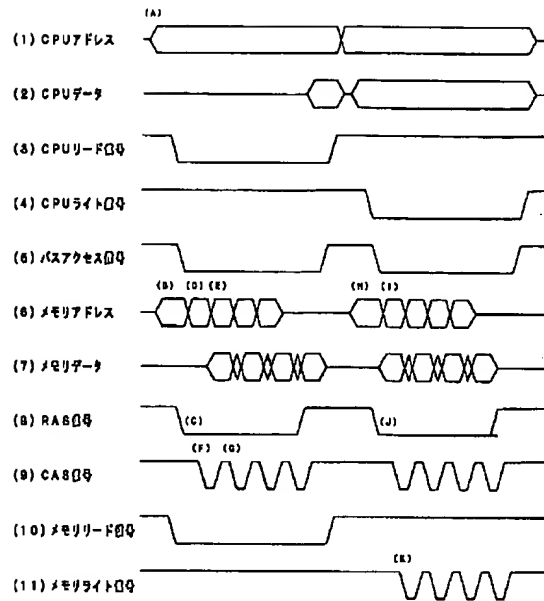 (A)
(1) CPUアドレス
(2) CPUデータ
(3) CPUリード信号
(4) CPUライト信号
(5) バスアクセス信号
(B) (D) (E) (H) (I)
(6) メモリアドレス
(7) メモリデータ
(8) RAS信号 (C) (J)
(F) (G)
(9) CAS信号
(10) メモリリード信号
(K)
(11) メモリライト信号